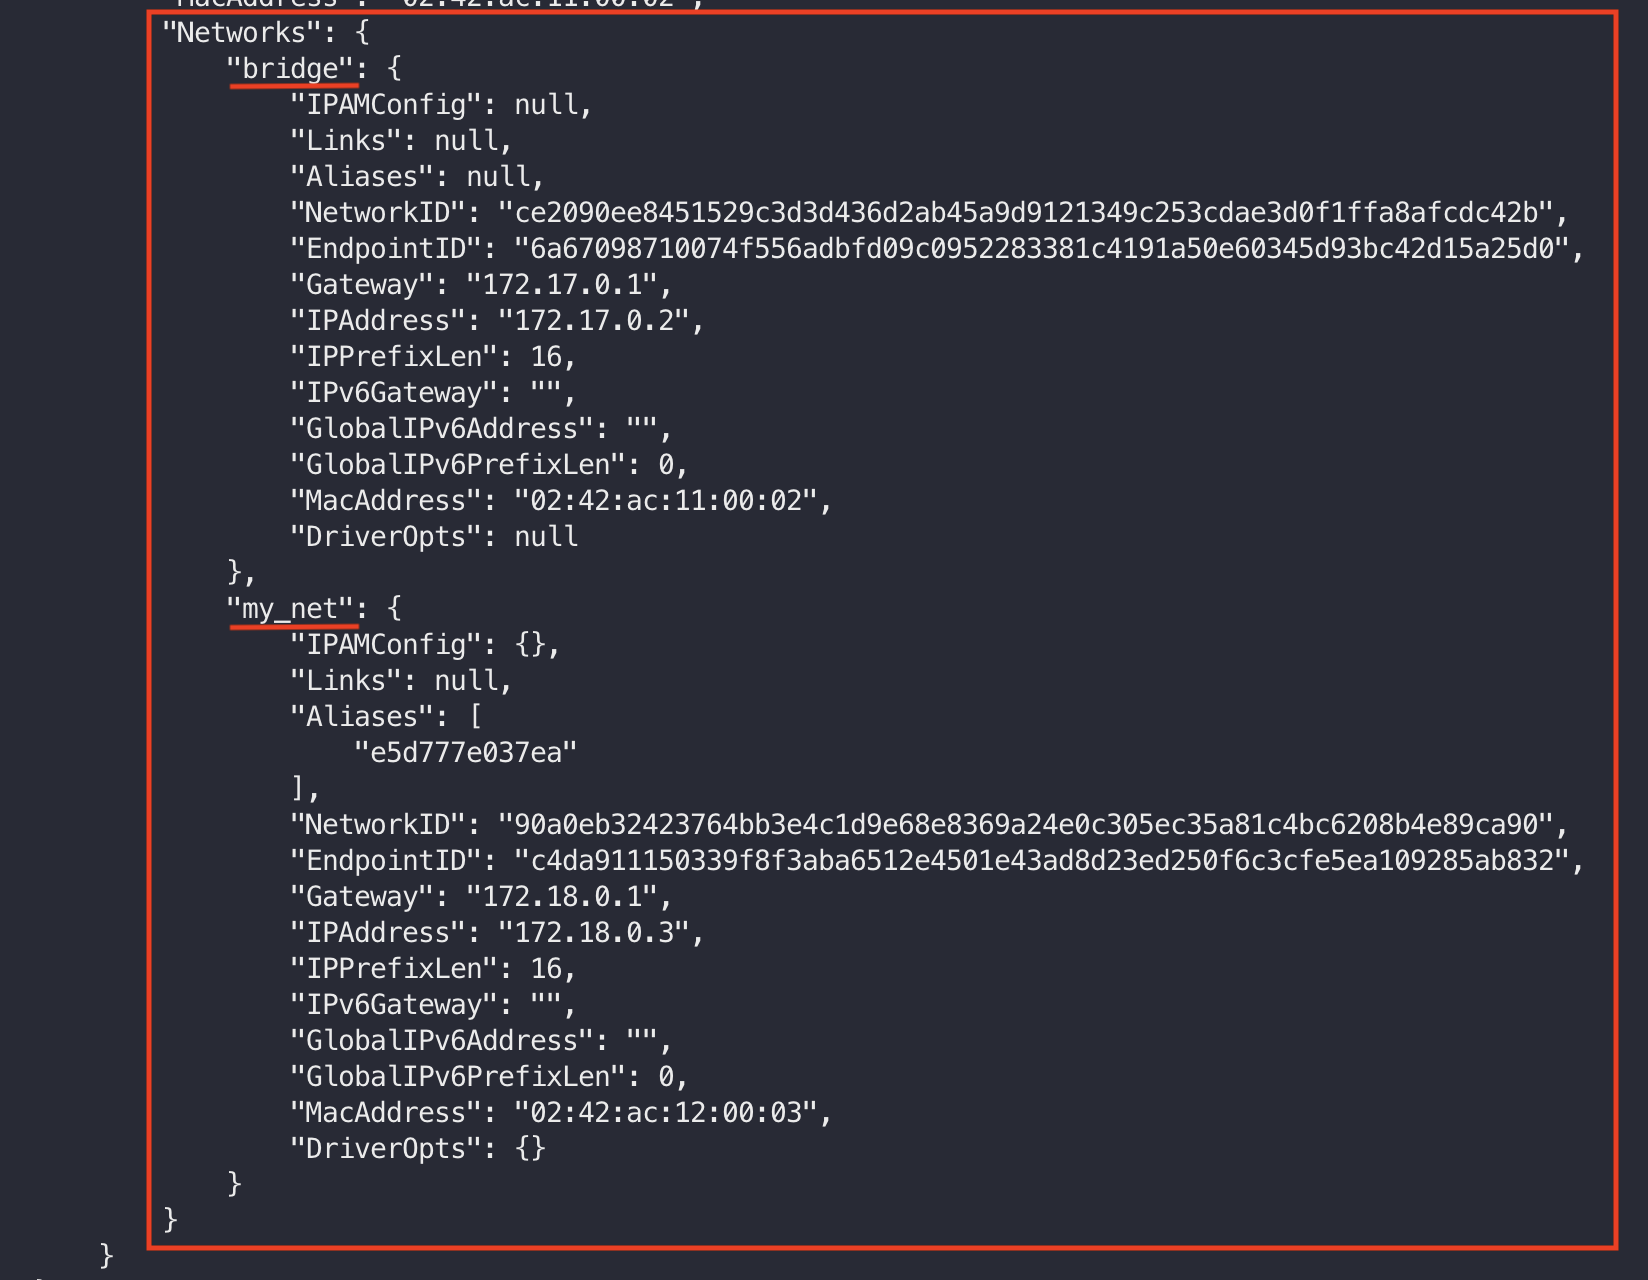 "MacAddress": "02:42:ac:11:00:02",
"Networks": {
"bridge": {
"IPAMConfig": null,
"Links": null,
"Aliases": null,
"NetworkID": "ce2090ee8451529c3d3d436d2ab45a9d9121349c253cdae3d0f1ffa8afcdc42b",
"EndpointID": "6a67098710074f556adbfd09c0952283381c4191a50e60345d93bc42d15a25d0",
"Gateway": "172.17.0.1",
"IPAddress": "172.17.0.2",
"IPPrefixLen": 16,
"IPv6Gateway": "",
"GlobalIPv6Address": "",
"GlobalIPv6PrefixLen": 0,
"MacAddress": "02:42:ac:11:00:02",
"DriverOpts": null
},
"my_net": {
"IPAMConfig": {},
"Links": null,
"Aliases": [
"e5d777e037ea"
],
"NetworkID": "90a0eb32423764bb3e4c1d9e68e8369a24e0c305ec35a81c4bc6208b4e89ca90",
"EndpointID": "c4da911150339f8f3aba6512e4501e43ad8d23ed250f6c3cfe5ea109285ab832",
"Gateway": "172.18.0.1",
"IPAddress": "172.18.0.3",
"IPPrefixLen": 16,
"IPv6Gateway": "",
"GlobalIPv6Address": "",
"GlobalIPv6PrefixLen": 0,
"MacAddress": "02:42:ac:12:00:03",
"DriverOpts": {}
}
}
}